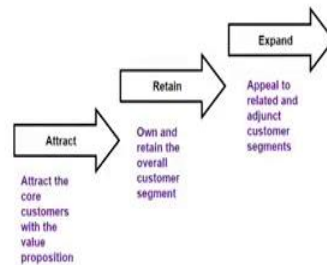 Expand
Appeal to
related and
adjunct
customer
segments
Retain
Own and
retain the
overall
customer
segment
Attract
Attract the
core
customers
with the
value
proposition